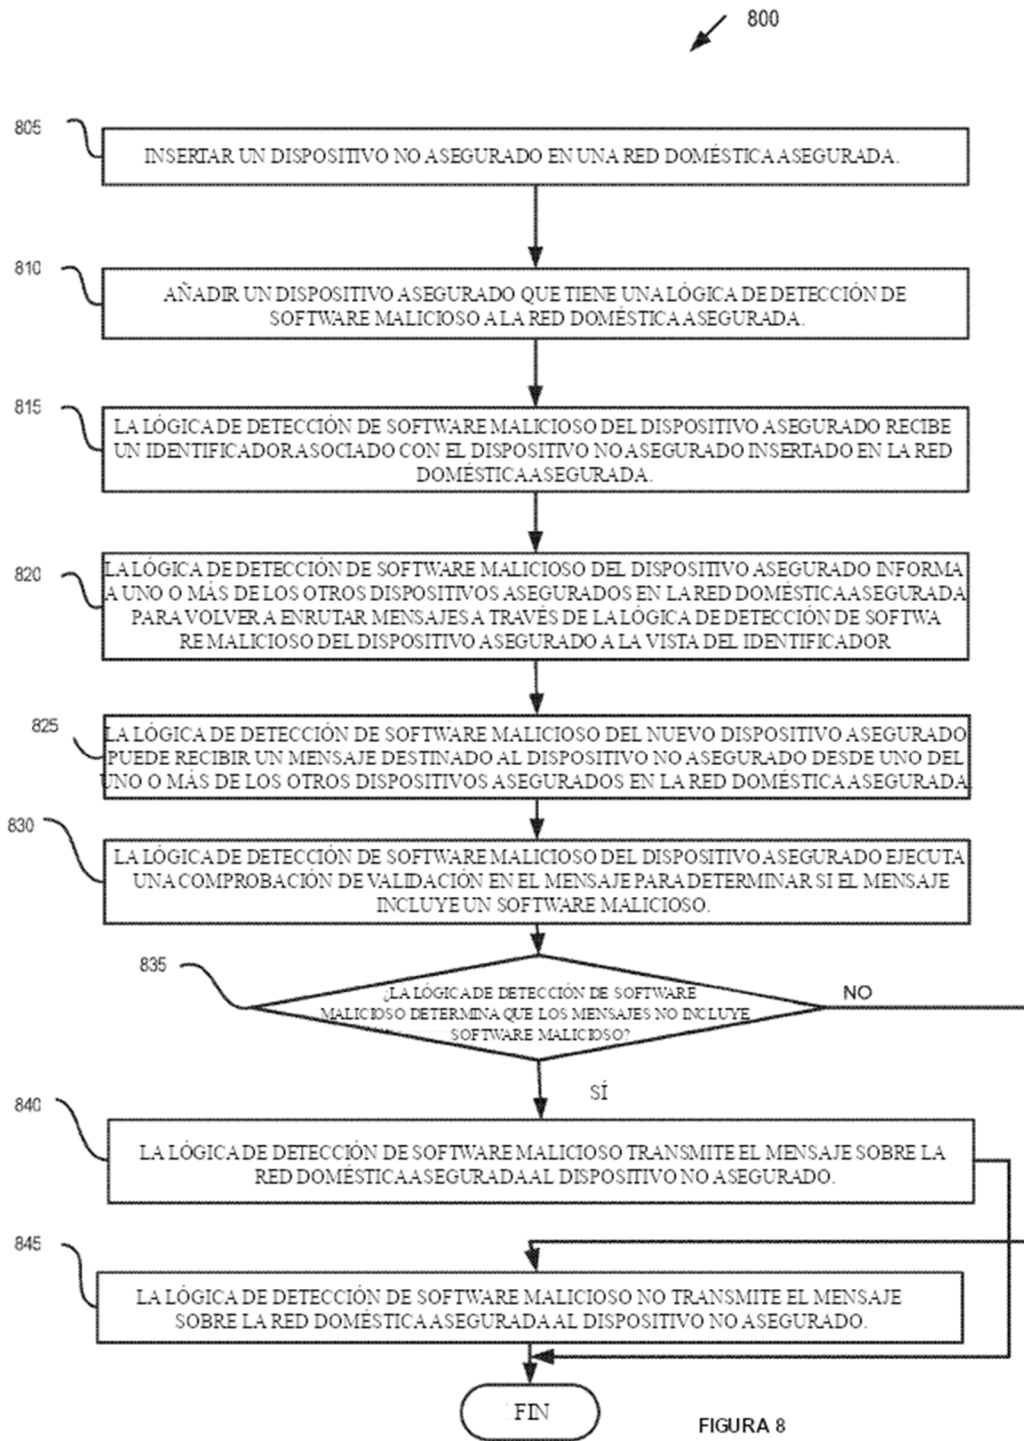 800
805
INSERTAR UN DISPOSITIVO NO ASEGURADO EN UNA RED DOMÉSTICA ASEGURADA.
810
AÑADIR UN DISPOSITIVO ASEGURADO QUE TIENE UNA LÓGICA DE DETECCIÓN DE
SOFTWARE MALICIOSO A LA RED DOMÉSTICA ASEGURADA.
815
LA LÓGICA DE DETECCIÓN DE SOFTWARE MALICIOSO DEL DISPOSITIVO ASEGURADO RECIBE
UN IDENTIFICADOR ASOCIADO CON EL DISPOSITIVO NO ASEGURADO INSERTADO EN LA RED
DOMÉSTICA ASEGURADA.
820
LA LÓGICA DE DETECCIÓN DE SOFTWARE MALICIOSO DEL DISPOSITIVO ASEGURADO INFORMA
A UNO O MÁS DE LOS OTROS DISPOSITIVOS ASEGURADOS EN LA RED DOMÉSTICA ASEGURADA
PARA VOLVER A ENRUTAR MENSAJES A TRAVÉS DE LA LÓGICA DE DETECCIÓN DE SOFTWA
RE MALICIOSO DEL DISPOSITIVO ASEGURADO A LA VISTA DEL IDENTIFICADOR
825
LA LÓGICA DE DETECCIÓN DE SOFTWARE MALICIOSO DEL NUEVO DISPOSITIVO ASEGURADO
PUEDE RECIBIR UN MENSAJE DESTINADO AL DISPOSITIVO NO ASEGURADO DESDE UNO DEL
UNO O MÁS DE LOS OTROS DISPOSITIVOS ASEGURADOS EN LA RED DOMÉSTICA ASEGURADA
830
LA LÓGICA DE DETECCIÓN DE SOFTWARE MALICIOSO DEL DISPOSITIVO ASEGURADO EJECUTA
UNA COMPROBACIÓN DE VALIDACIÓN EN EL MENSAJE PARA DETERMINAR SI EL MENSAJE
INCLUYE UN SOFTWARE MALICIOSO.
835
¿LA LÓGICA DE DETECCIÓN DE SOFTWARE
MALICIOSO DETERMINA QUE LOS MENSAJES NO INCLUYE
SOFTWARE MALICIOSO?
NO
SÍ
840
LA LÓGICA DE DETECCIÓN DE SOFTWARE MALICIOSO TRANSMITE EL MENSAJE SOBRE LA
RED DOMÉSTICA ASEGURADA AL DISPOSITIVO NO ASEGURADO.
845
LA LÓGICA DE DETECCIÓN DE SOFTWARE MALICIOSO NO TRANSMITE EL MENSAJE
SOBRE LA RED DOMÉSTICA ASEGURADA AL DISPOSITIVO NO ASEGURADO.
FIN
FIGURA 8